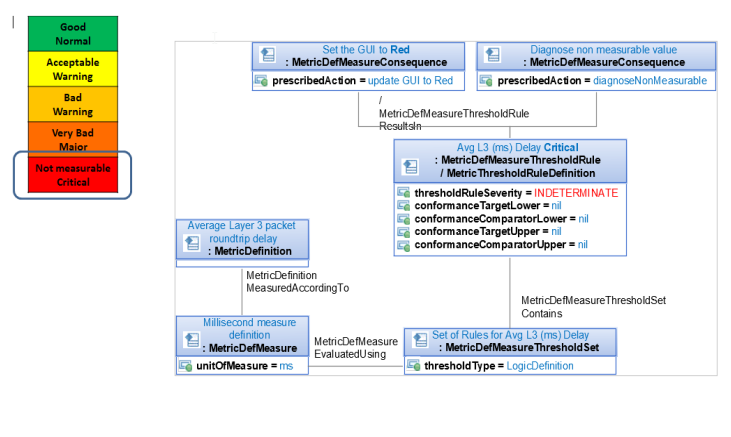 Good
Normal
Acceptable
Warning
Bad
Warning
Very Bad
Major
Not measurable
Critical
Set the GUI to Red
: MetricDefMeasureConsequence
prescribedAction = update GUI to Red
Diagnose non measurable value
: MetricDefMeasureConsequence
prescribedAction = diagnoseNonMeasurable
/
MetricDefMeasureThresholdRule
ResultsIn
Avg L3 (ms) Delay Critical
: MetricDefMeasureThresholdRule
/ MetricThresholdRuleDefinition
thresholdRuleSeverity = INDETERMINATE
conformanceTargetLower = nil
conformanceComparatorLower = nil
conformanceTargetUpper = nil
conformanceComparatorUpper = nil
Average Layer 3 packet
roundtrip delay
: MetricDefinition
MetricDefinition
MeasuredAccordingTo
MetricDefMeasureThresholdSet
Contains
Millisecond measure
definition
: MetricDefMeasure
unitOfMeasure = ms
MetricDefMeasure
EvaluatedUsing
Set of Rules for Avg L3 (ms) Delay
: MetricDefMeasureThresholdSet
thresholdType = LogicDefinition